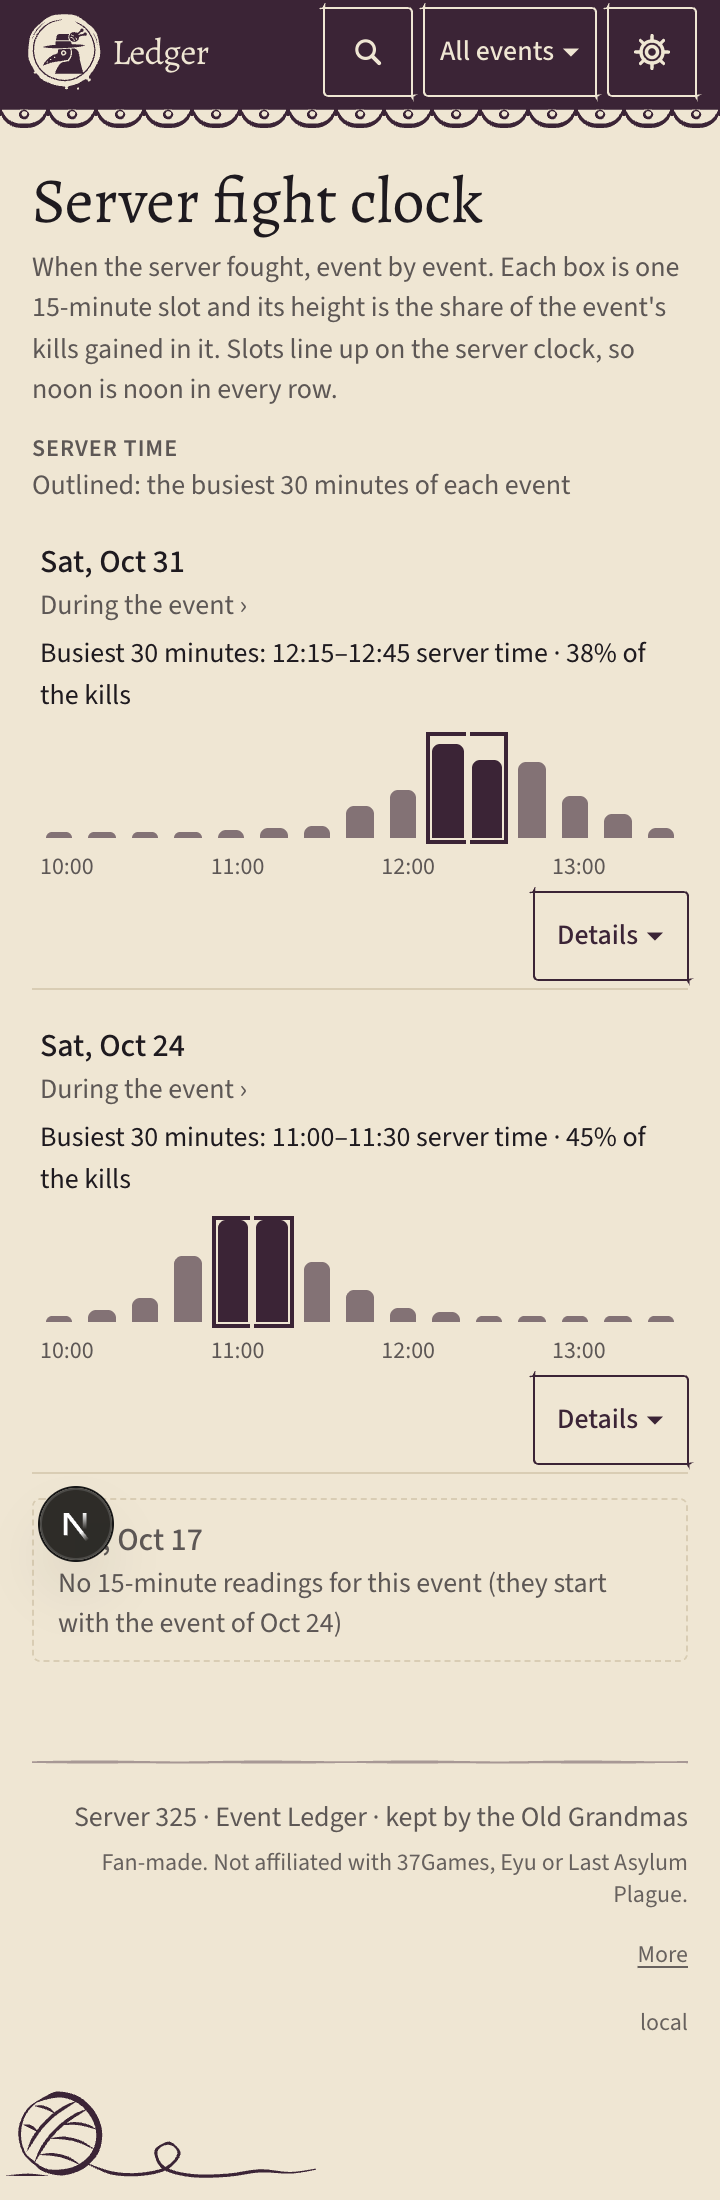 Ledger
All events
Server fight clock
When the server fought, event by event. Each box is one
15-minute slot and its height is the share of the event's
kills gained in it. Slots line up on the server clock, so
noon is noon in every row.
SERVER TIME
Outlined: the busiest 30 minutes of each event
Sat, Oct 31
During the event ›
Busiest 30 minutes: 12:15–12:45 server time · 38% of
the kills
10:00 11:00 12:00 13:00
Details
Sat, Oct 24
During the event ›
Busiest 30 minutes: 11:00–11:30 server time · 45% of
the kills
10:00 11:00 12:00 13:00
Details
N
, Oct 17
No 15-minute readings for this event (they start
with the event of Oct 24)
Server 325 · Event Ledger · kept by the Old Grandmas
Fan-made. Not affiliated with 37Games, Eyu or Last Asylum
Plague.
More
local